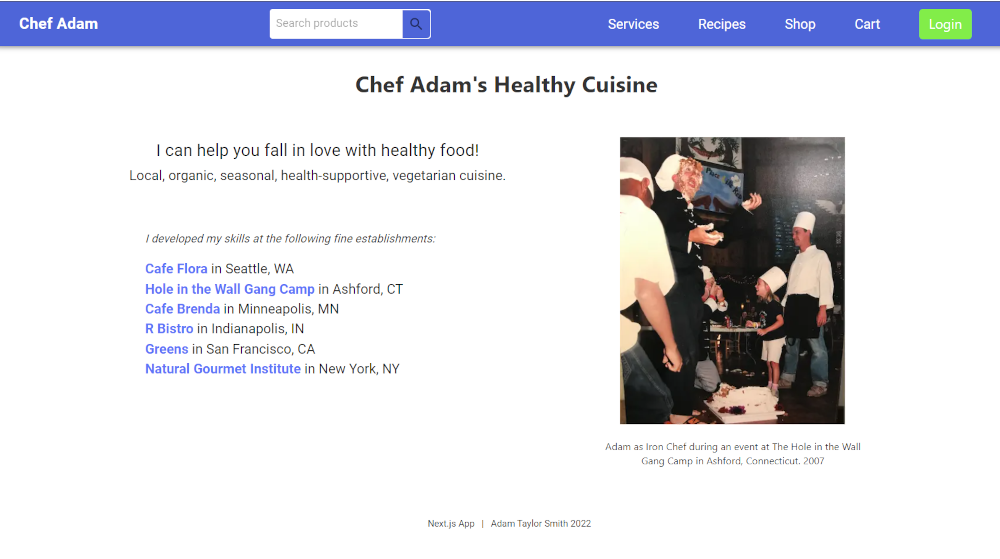 Chef Adam
Search products
Services
Recipes
Shop
Cart
Login
Chef Adam's Healthy Cuisine
I can help you fall in love with healthy food!
Local, organic, seasonal, health-supportive, vegetarian cuisine.
I developed my skills at the following fine establishments:
Cafe Flora in Seattle, WA
Hole in the Wall Gang Camp in Ashford, CT
Cafe Brenda in Minneapolis, MN
R Bistro in Indianapolis, IN
Greens in San Francisco, CA
Natural Gourmet Institute in New York, NY
Adam as Iron Chef during an event at The Hole in the Wall
Gang Camp in Ashford, Connecticut. 2007
Next.js App | Adam Taylor Smith 2022